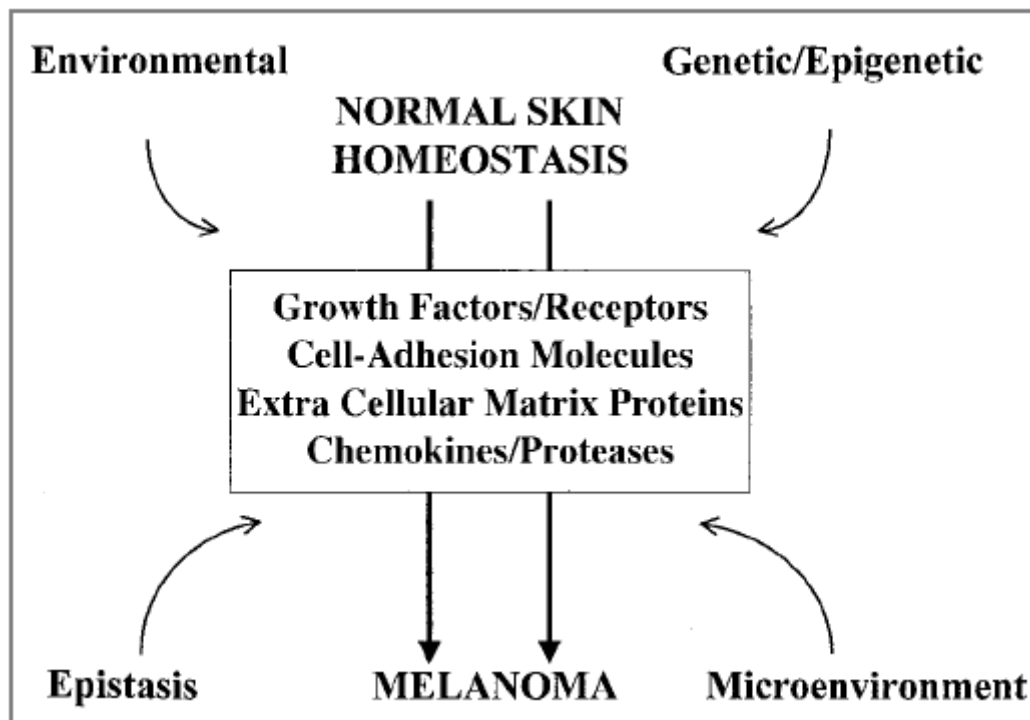 Environmental
Genetic/Epigenetic
NORMAL SKIN
HOMEOSTASIS
Growth Factors/Receptors
Cell-Adhesion Molecules
Extra Cellular Matrix Proteins
Chemokines/Proteases
Epistasis
MELANOMA
Microenvironment